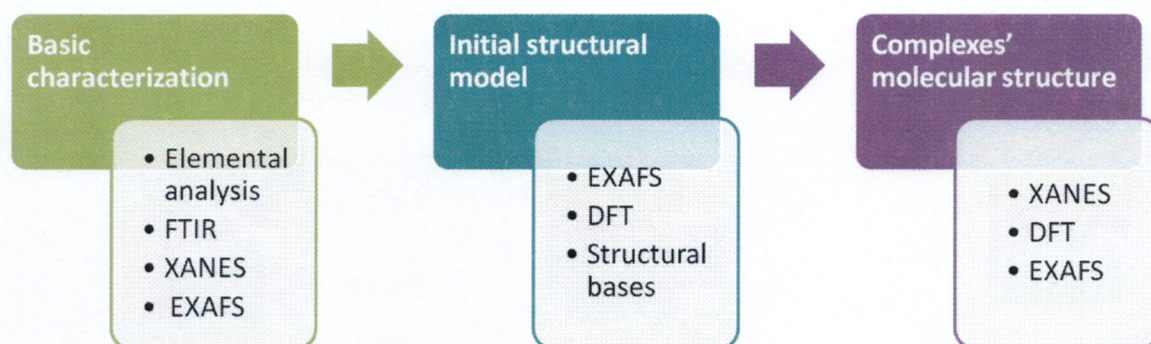 Basic
characterization
• Elemental
analysis
• FTIR
• XANES
• EXAFS
Initial structural
model
• EXAFS
• DFT
• Structural
bases
Complexes’
molecular structure
• XANES
• DFT
• EXAFS